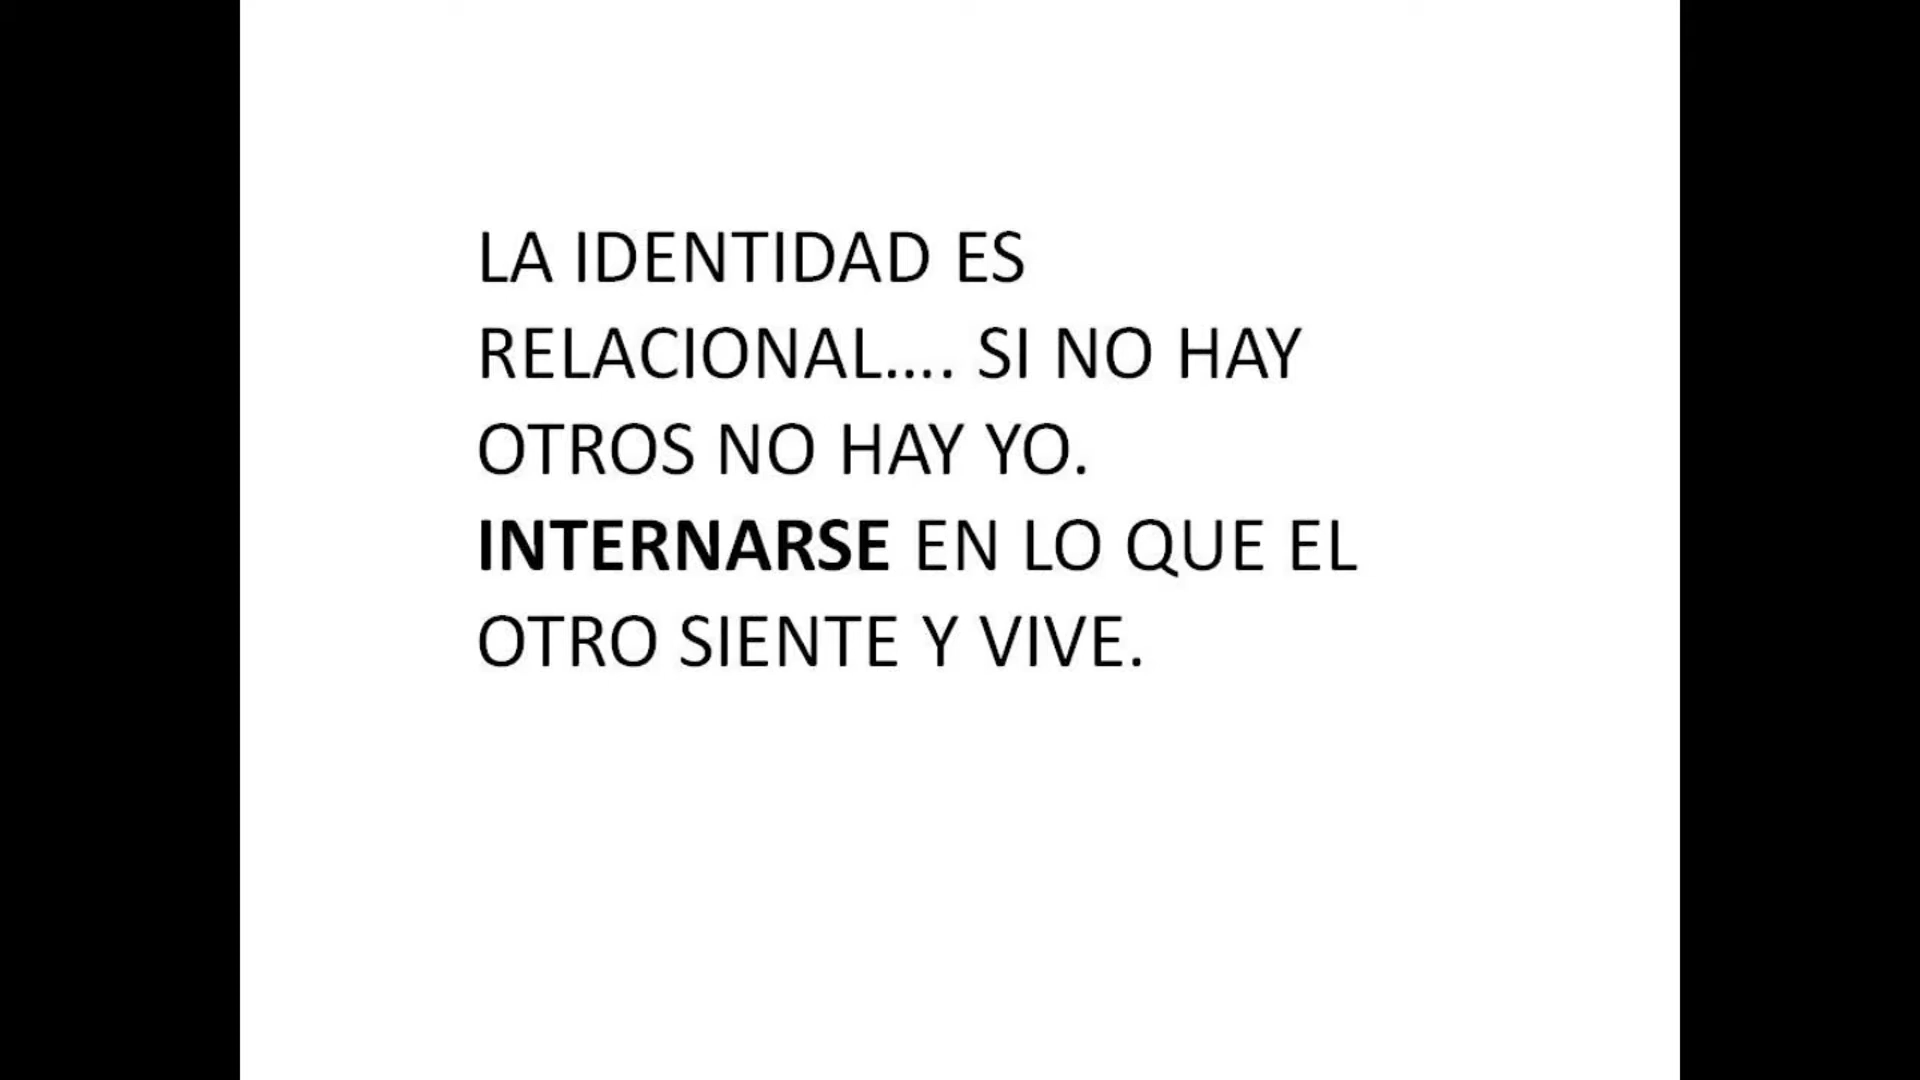 LA IDENTIDAD ES
RELACIONAL.... SI NO HAY
OTROS NO HAY YO.
INTERNARSE EN LO QUE EL
OTRO SIENTE Y VIVE.